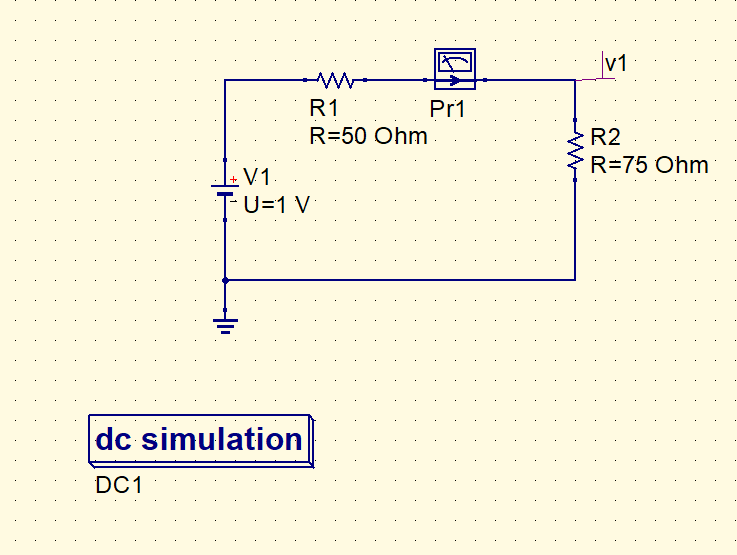 v1
R1
R=50 Ohm
Pr1
R2
R=75 Ohm
+ V1
- U=1 V
dc simulation
DC1